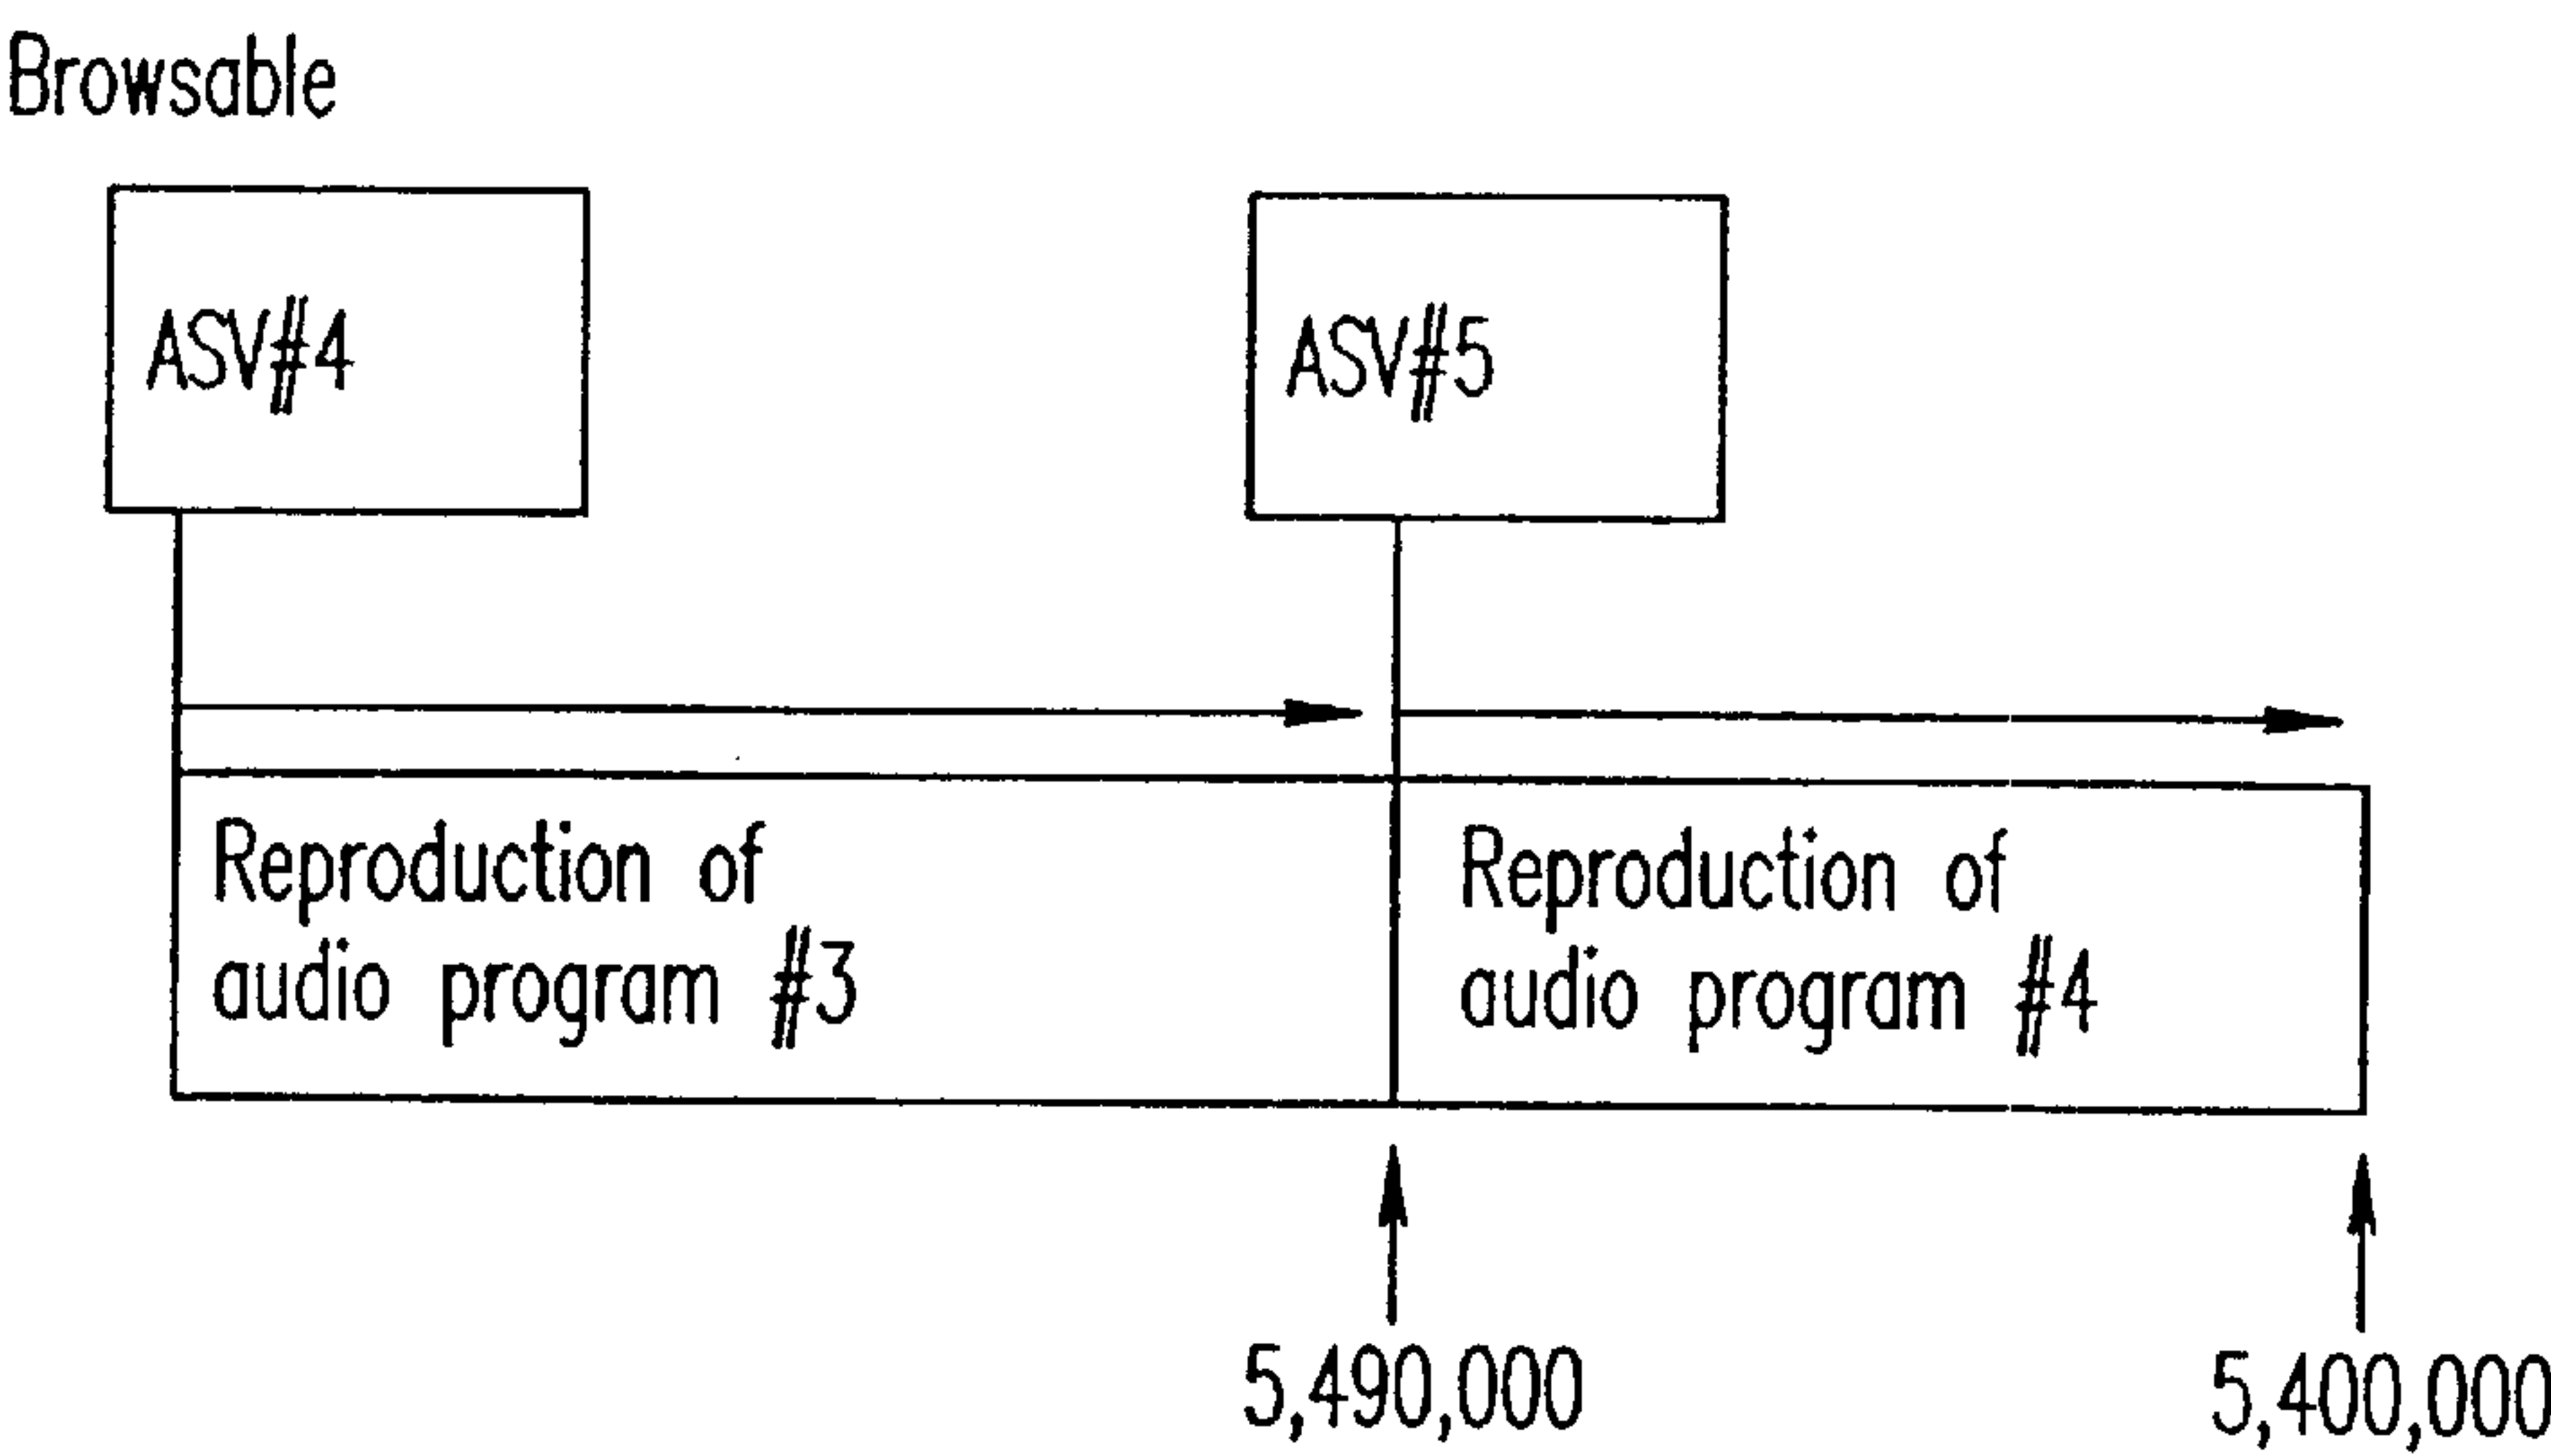 Browsable
ASV#4
ASV#5
Reproduction of
audio program #3
Reproduction of
audio program #4
5,490,000
5,400,000